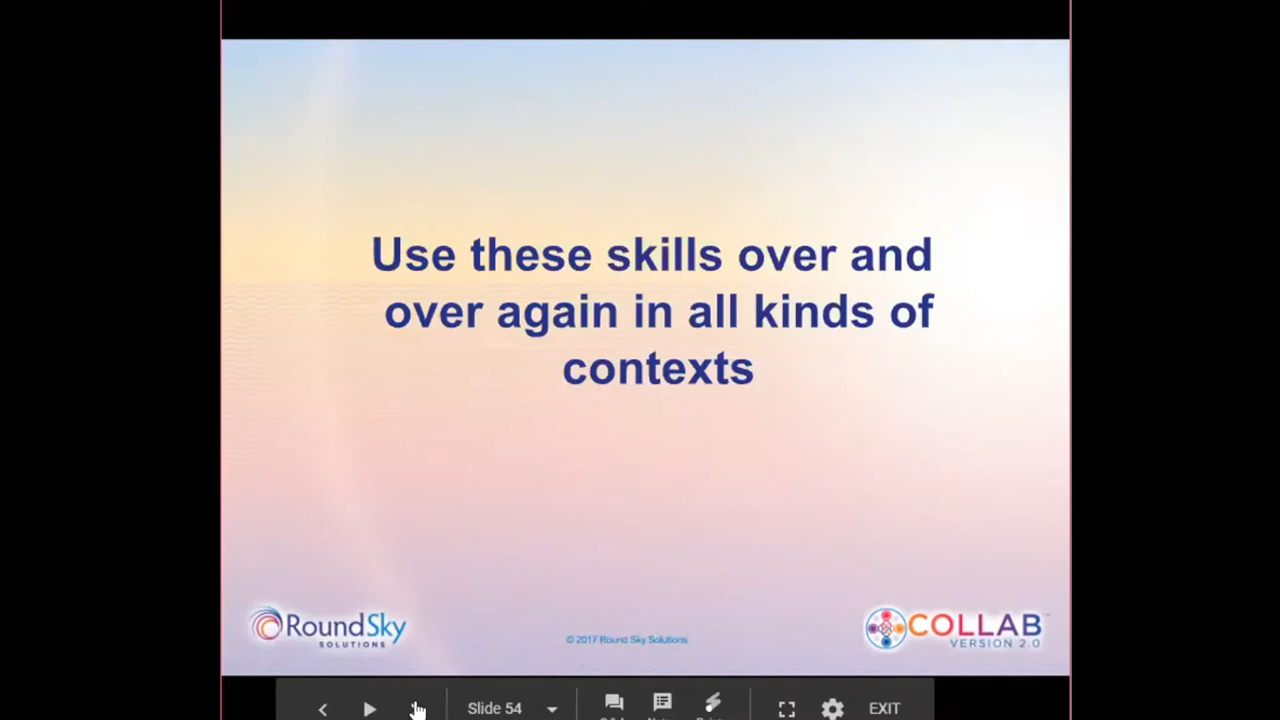 Use these skills over and
over again in all kinds of
contexts
RoundSky
SOLUTIONS
© 2017 Round Sky Solutions
COLLAB
VERSION 2.0
Slide 54
EXIT